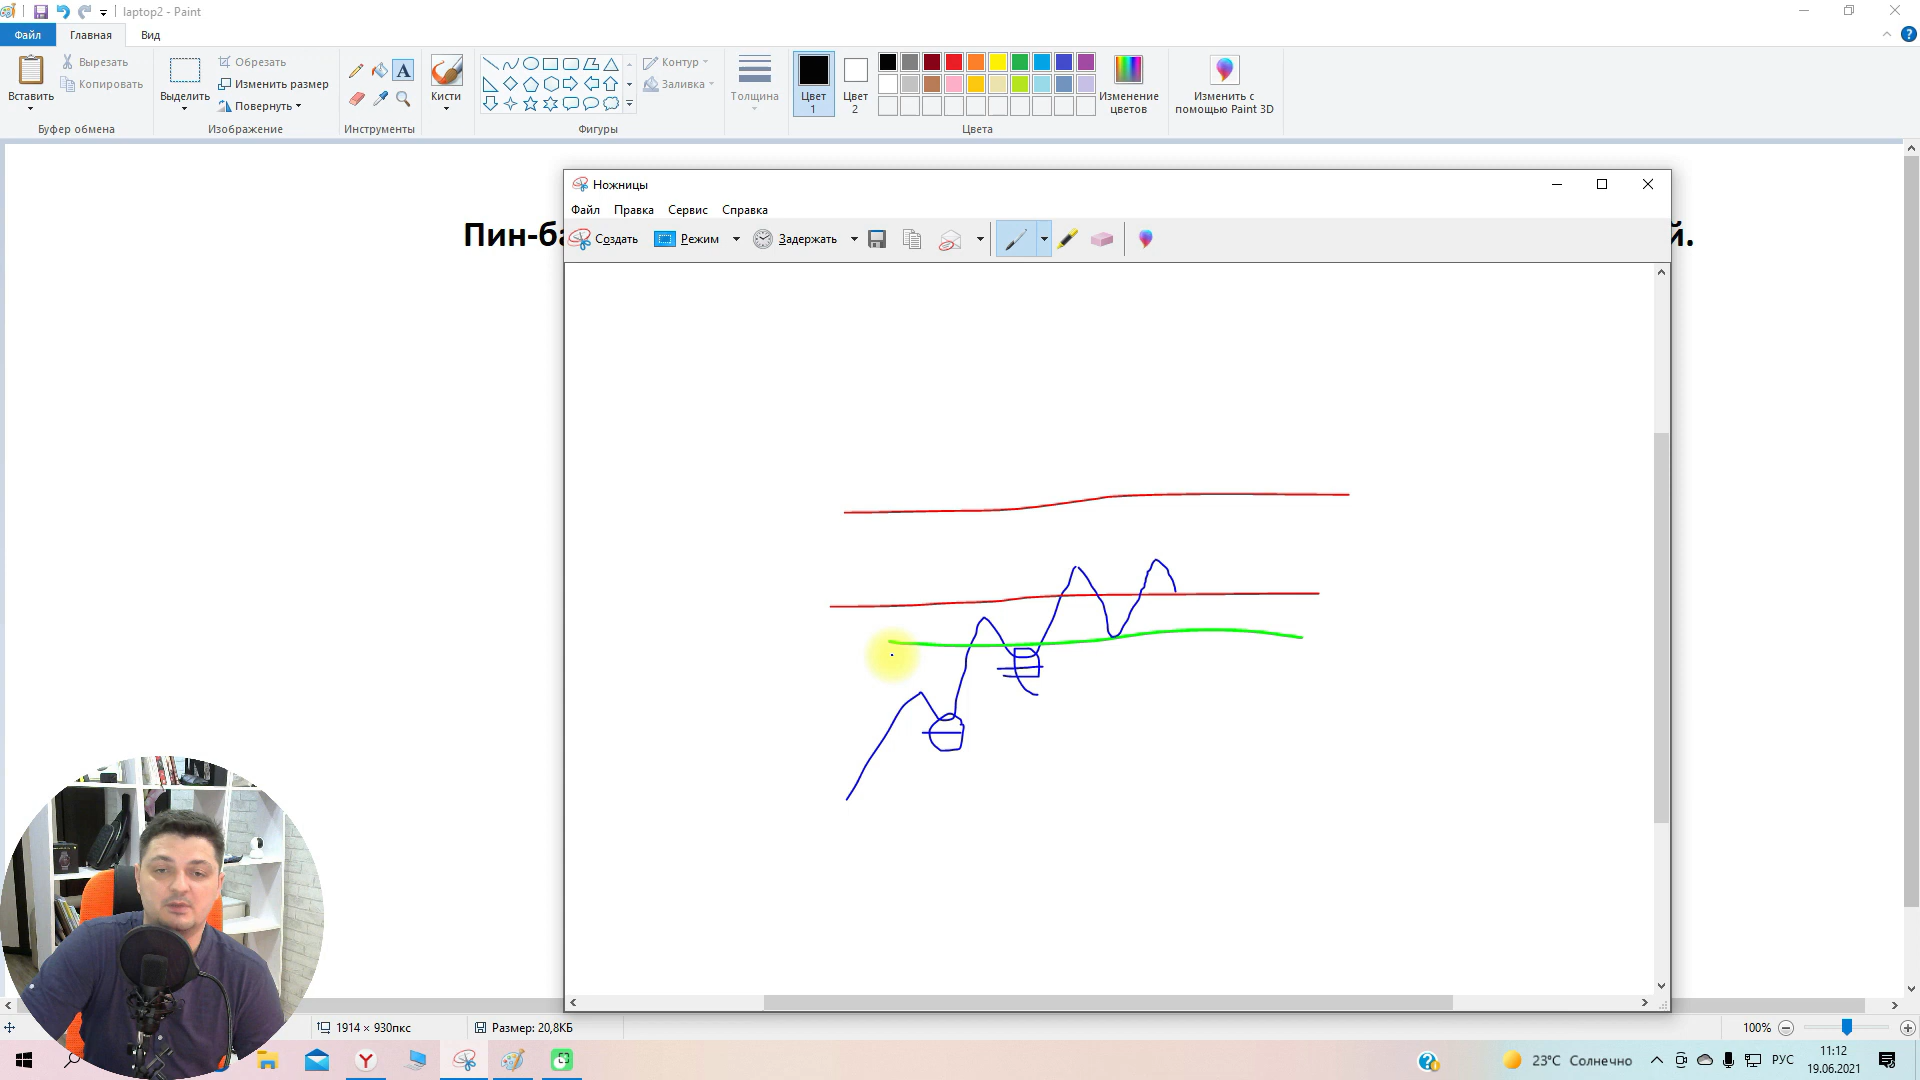 laptop2 - Paint
Файл
Главная
Вид
Вставить
Вырезать
Копировать
Буфер обмена
Выделить
Обрезать
Изменить размер
Повернуть
Изображение
Инструменты
Кисти
Контур
Заливка
Фигуры
Толщина
Цвет
1
Цвет
2
Изменение
цветов
Цвета
Изменить с
помощью Paint 3D
Ножницы
Файл
Правка
Сервис
Справка
Создать
Режим
Задержать
1914 × 930пкс
Размер: 20,8КБ
100%
23°C Солнечно
РУС
11:12
19.06.2021